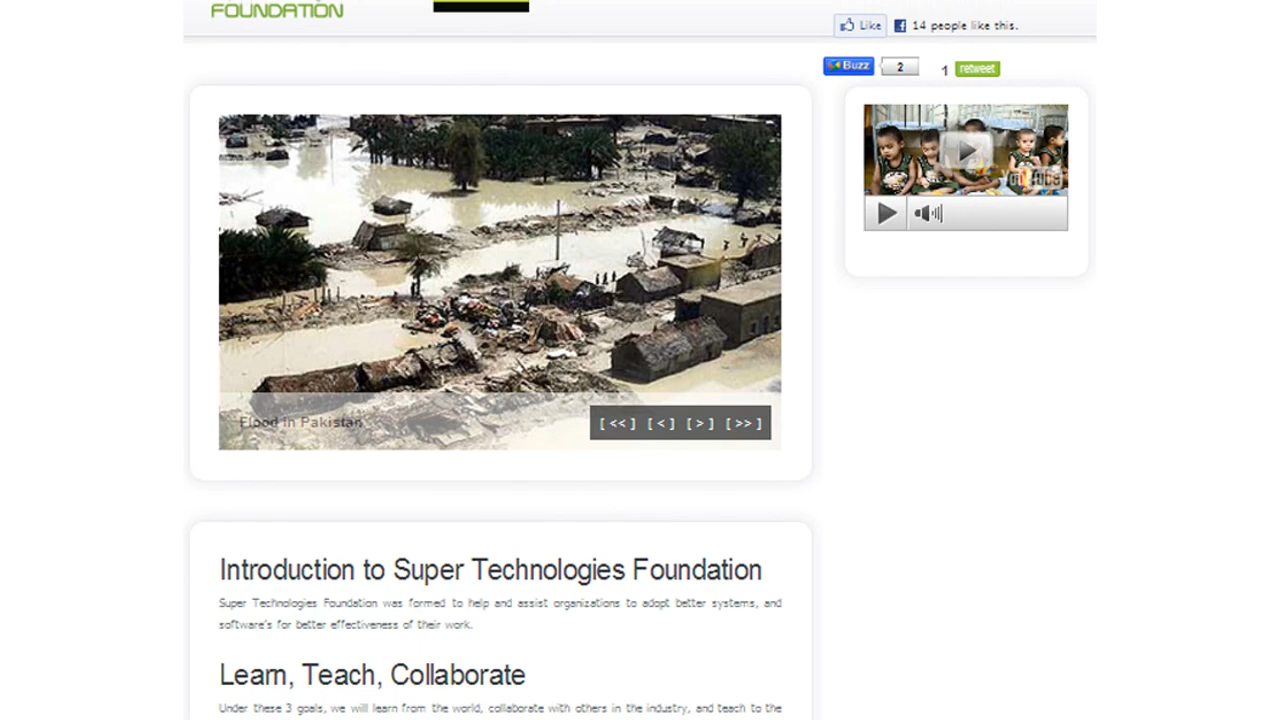 FOUNDATION
Like
14 people like this.
Buzz
2
1
retweet
YouTube
Flood in Pakistan
[<<] [<] [>] [>>]
Introduction to Super Technologies Foundation
Super Technologies Foundation was formed to help and assist organizations to adopt better systems, and
software's for better effectiveness of their work.
Learn, Teach, Collaborate
Under these 3 goals, we will learn from the world, collaborate with others in the industry, and teach to the